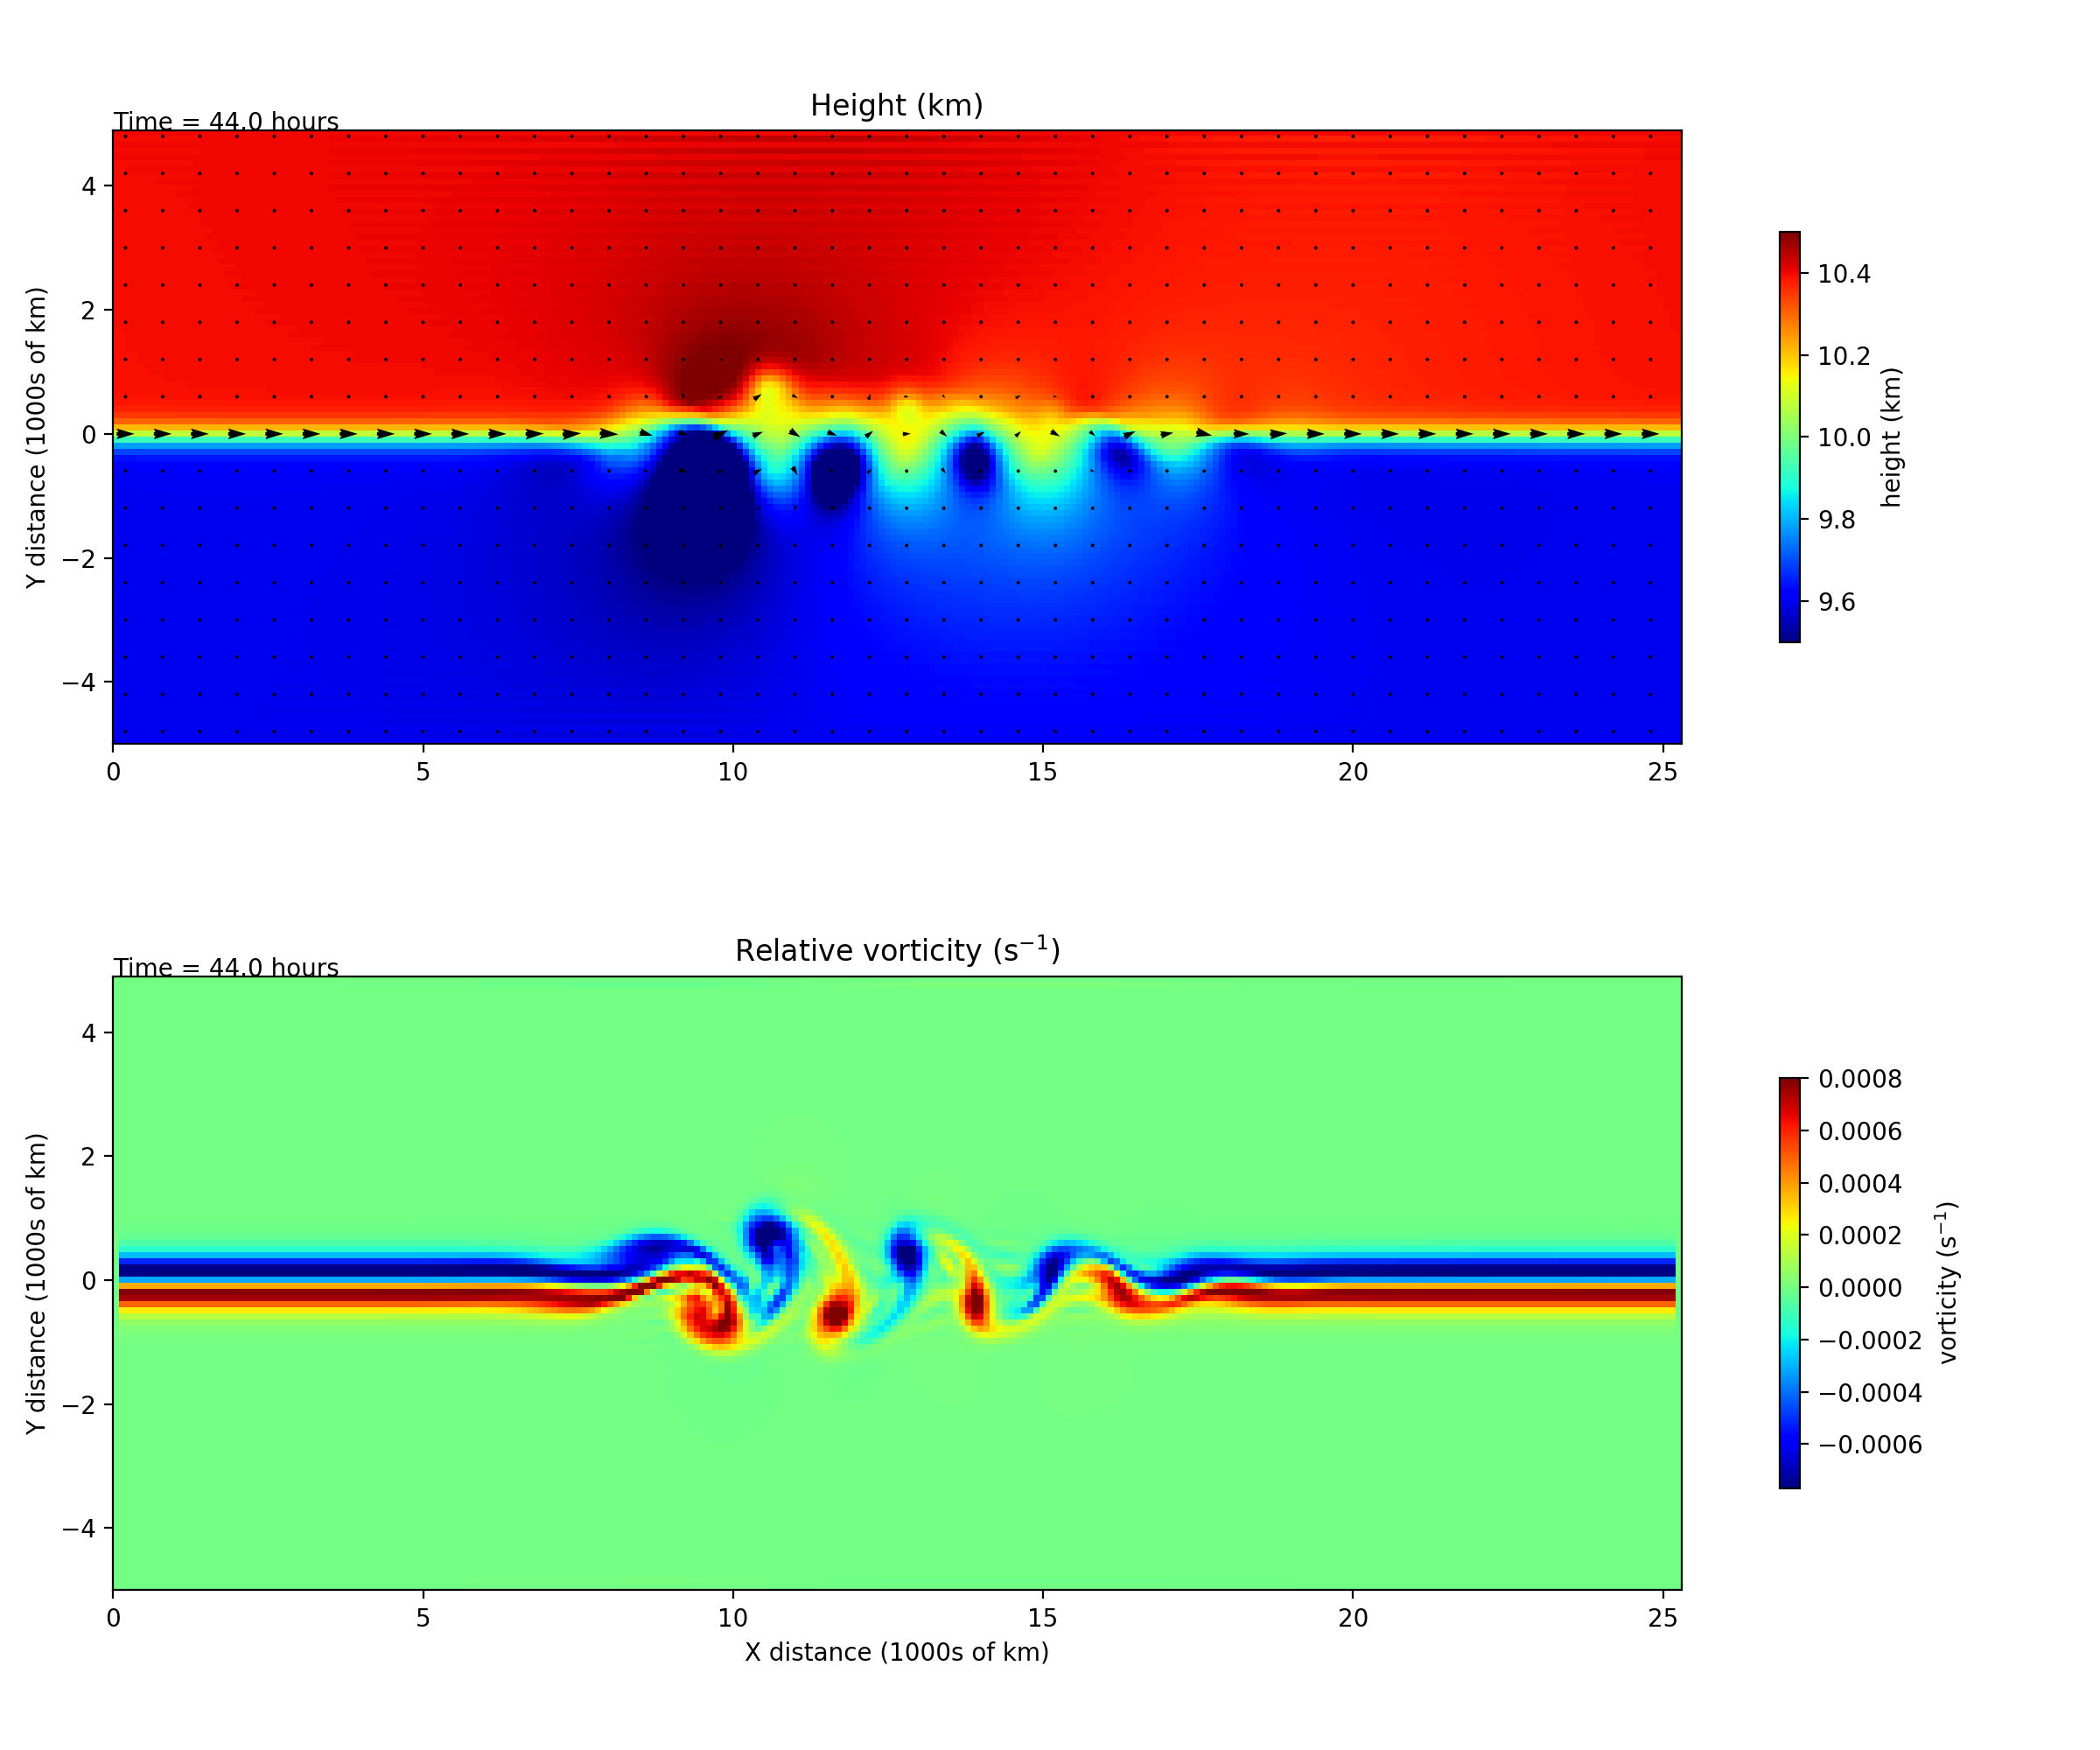 Height (km)
Time = 44.0 hours
4
2
0
−2
−4
Y distance (1000s of km)
0 5 10 15 20 25
10.4
10.2
10.0
9.8
9.6
height (km)
Relative vorticity (s⁻¹)
Time = 44.0 hours
4
2
0
−2
−4
Y distance (1000s of km)
0 5 10 15 20 25
X distance (1000s of km)
0.0008
0.0006
0.0004
0.0002
0.0000
−0.0002
−0.0004
−0.0006
vorticity (s⁻¹)